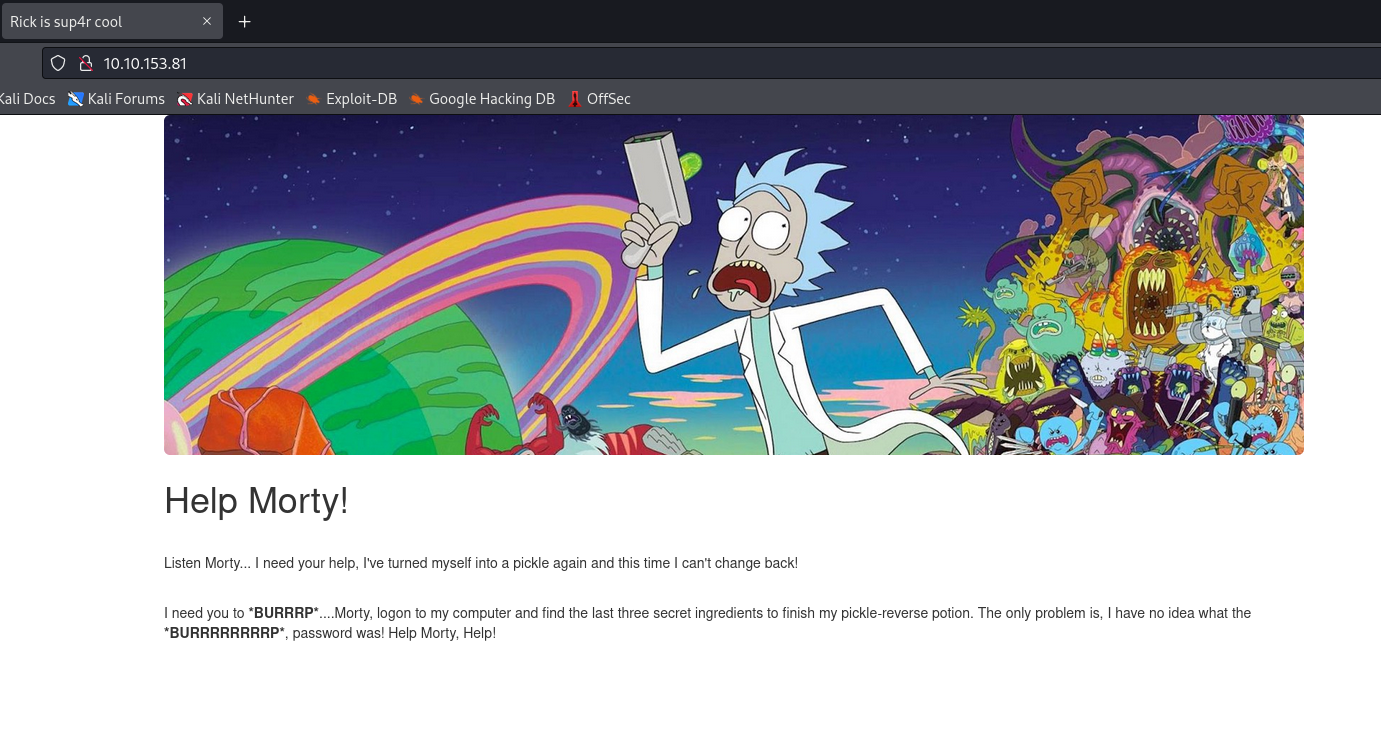 Rick is sup4r cool
10.10.153.81
Kali Docs Kali Forums Kali NetHunter Exploit-DB Google Hacking DB OffSec
Help Morty!
Listen Morty... I need your help, I've turned myself into a pickle again and this time I can't change back!
I need you to *BURRRP*....Morty, logon to my computer and find the last three secret ingredients to finish my pickle-reverse potion. The only problem is, I have no idea what the
*BURRRRRRRRP*, password was! Help Morty, Help!